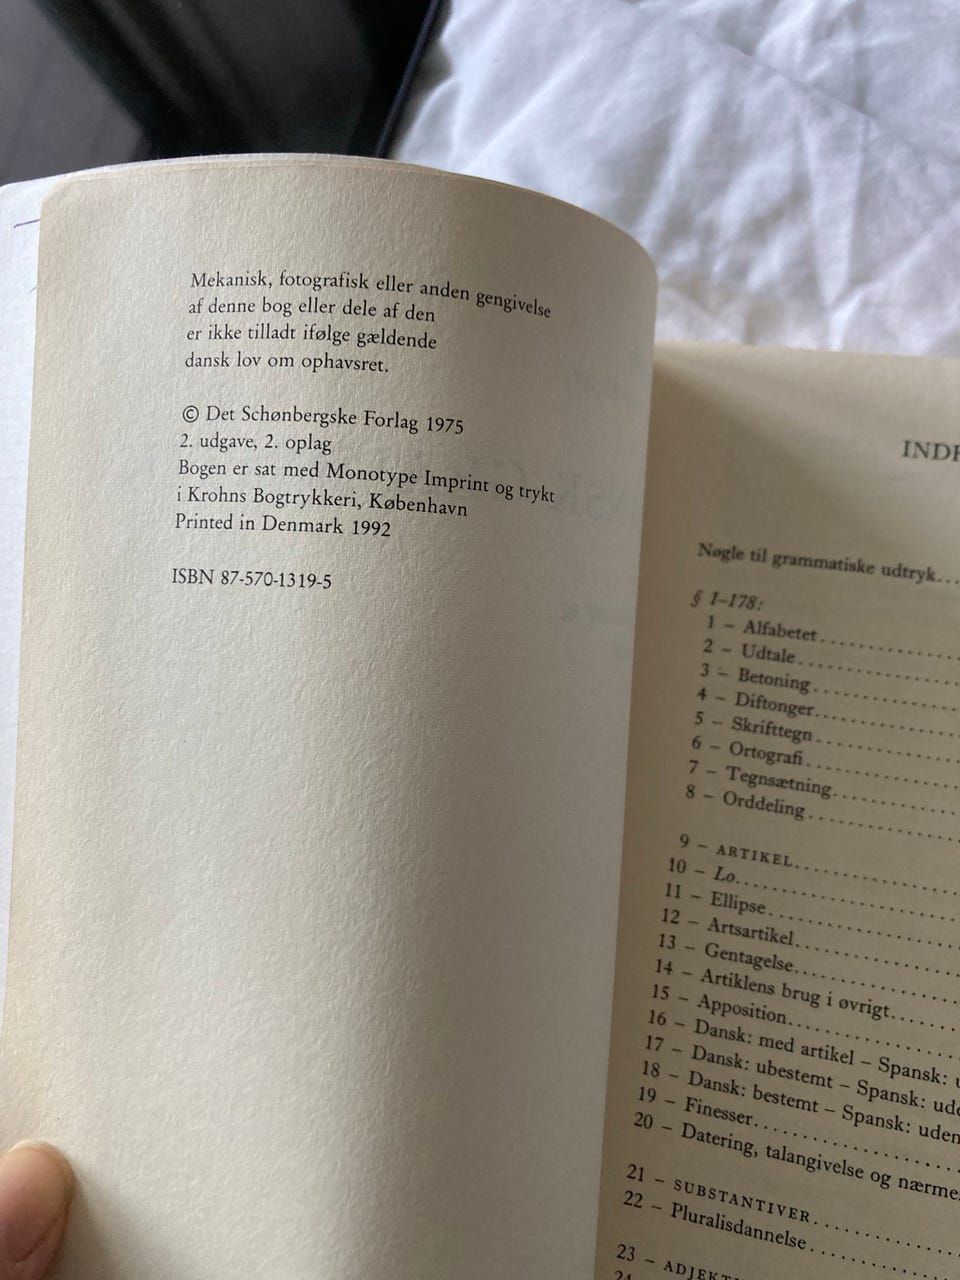 Mekanisk, fotografisk eller anden gengivelse
af denne bog eller dele af den
er ikke tilladt ifølge gældende
dansk lov om ophavsret.
© Det Schønbergske Forlag 1975
2. udgave, 2. oplag
Bogen er sat med Monotype Imprint og trykt
i Krohns Bogtrykkeri, København
Printed in Denmark 1992
ISBN 87-570-1319-5
Nøgle til grammatiske udtryk...
§ 1–178:
1 – Alfabetet
2 – Udtale
3 – Betoning
4 – Diftonger
5 – Skrifttegn
6 – Ortografi
7 – Tegnsætning
8 – Orddeling
9 – ARTIKEL
10 – Lo
11 – Ellipse
12 – Artsartikel
13 – Gentagelse
14 – Artiklens brug i øvrigt
15 – Apposition
16 – Dansk: med artikel – Spansk:
17 – Dansk: ubestemt – Spansk:
18 – Dansk: bestemt – Spansk: uden
19 – Finesser
20 – Datering, talangivelse og
21 – SUBSTANTIVER
22 – Pluralisdannelse
23 –